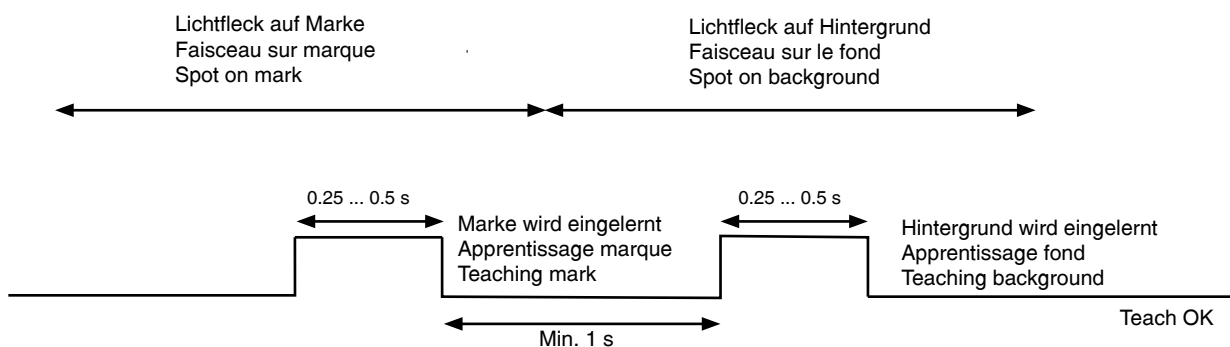 Lichtfleck auf Marke
Faisceau sur marque
Spot on mark
Lichtfleck auf Hintergrund
Faisceau sur le fond
Spot on background
0.25 ... 0.5 s
Marke wird eingelernt
Apprentissage marque
Teaching mark
0.25 ... 0.5 s
Hintergrund wird eingelernt
Apprentissage fond
Teaching background
Min. 1 s
Teach OK